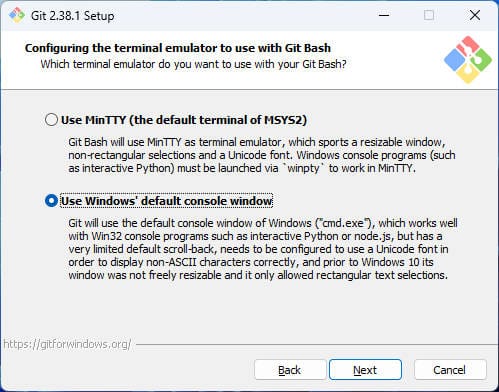 Git 2.38.1 Setup
Configuring the terminal emulator to use with Git Bash
Which terminal emulator do you want to use with your Git Bash?
Use MinTTY (the default terminal of MSYS2)
Git Bash will use MinTTY as terminal emulator, which sports a resizable window,
non-rectangular selections and a Unicode font. Windows console programs (such
as interactive Python) must be launched via `winpty` to work in MinTTY.
Use Windows' default console window
Git will use the default console window of Windows ("cmd.exe"), which works well
with Win32 console programs such as interactive Python or node.js, but has a
very limited default scroll-back, needs to be configured to use a Unicode font in
order to display non-ASCII characters correctly, and prior to Windows 10 its
window was not freely resizable and it only allowed rectangular text selections.
https://gitforwindows.org/
Back Next Cancel